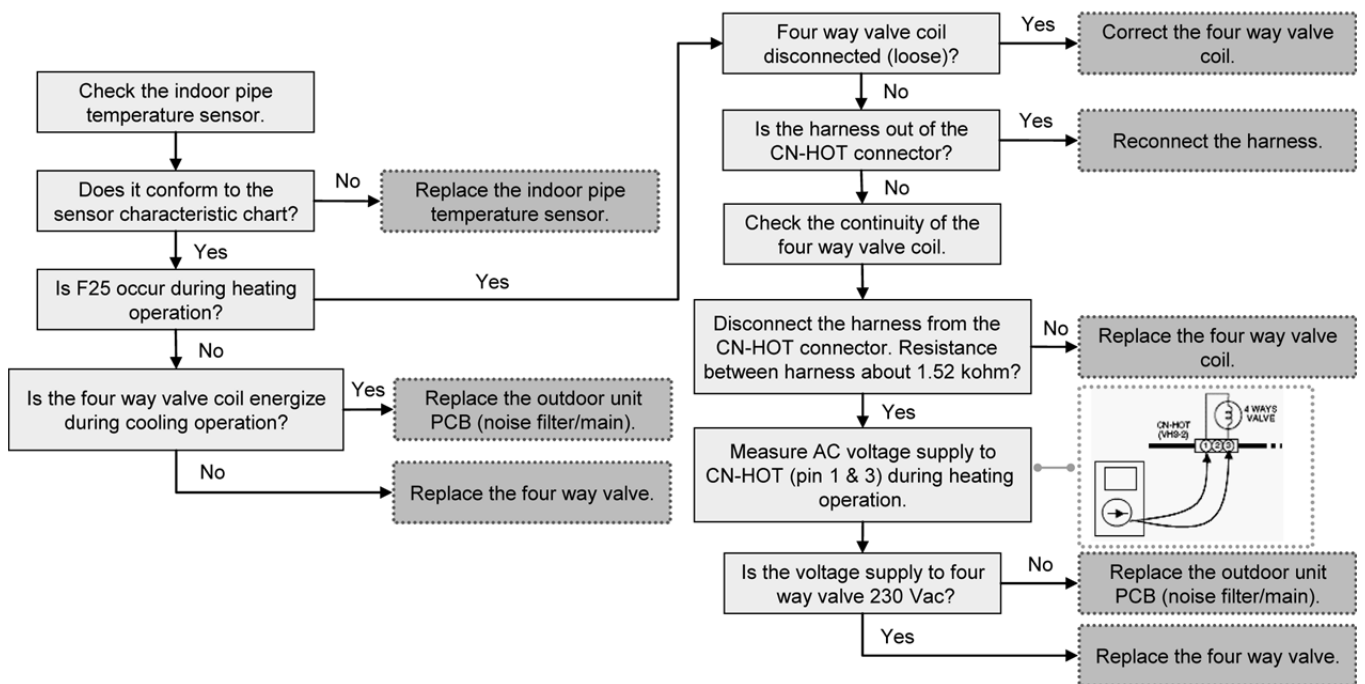 Check the indoor pipe
temperature sensor.
Does it conform to the
sensor characteristic chart?
No
Replace the indoor pipe
temperature sensor.
Yes
Is F25 occur during heating
operation?
Yes
No
Is the four way valve coil energize
during cooling operation?
Yes
Replace the outdoor unit
PCB (noise filter/main).
No
Replace the four way valve.
Four way valve coil
disconnected (loose)?
Yes
Correct the four way valve
coil.
No
Is the harness out of the
CN-HOT connector?
Yes
Reconnect the harness.
No
Check the continuity of the
four way valve coil.
Disconnect the harness from the
CN-HOT connector. Resistance
between harness about 1.52 kohm?
No
Replace the four way valve
coil.
Yes
Measure AC voltage supply to
CN-HOT (pin 1 & 3) during heating
operation.
4 WAYS
VALVE
CN-HOT
(VH9-2)
1 2 3
Is the voltage supply to four
way valve 230 Vac?
No
Replace the outdoor unit
PCB (noise filter/main).
Yes
Replace the four way valve.